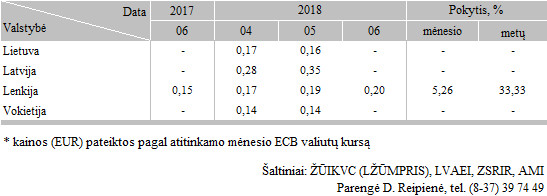 Data 2017 2018 Pokytis, %
Valstybė 06 04 05 06 mėnesio metų
Lietuva - 0,17 0,16 - - -
Latvija - 0,28 0,35 - - -
Lenkija 0,15 0,17 0,19 0,20 5,26 33,33
Vokietija - 0,14 0,14 - - -
* kainos (EUR) pateiktos pagal atitinkamo mėnesio ECB valiutų kursą
Šaltiniai: ŽŪIKVC (LŽŪMPRIS), LVAEI, ZSRIR, AMI
Parengė D. Reipienė, tel. (8-37) 39 74 49